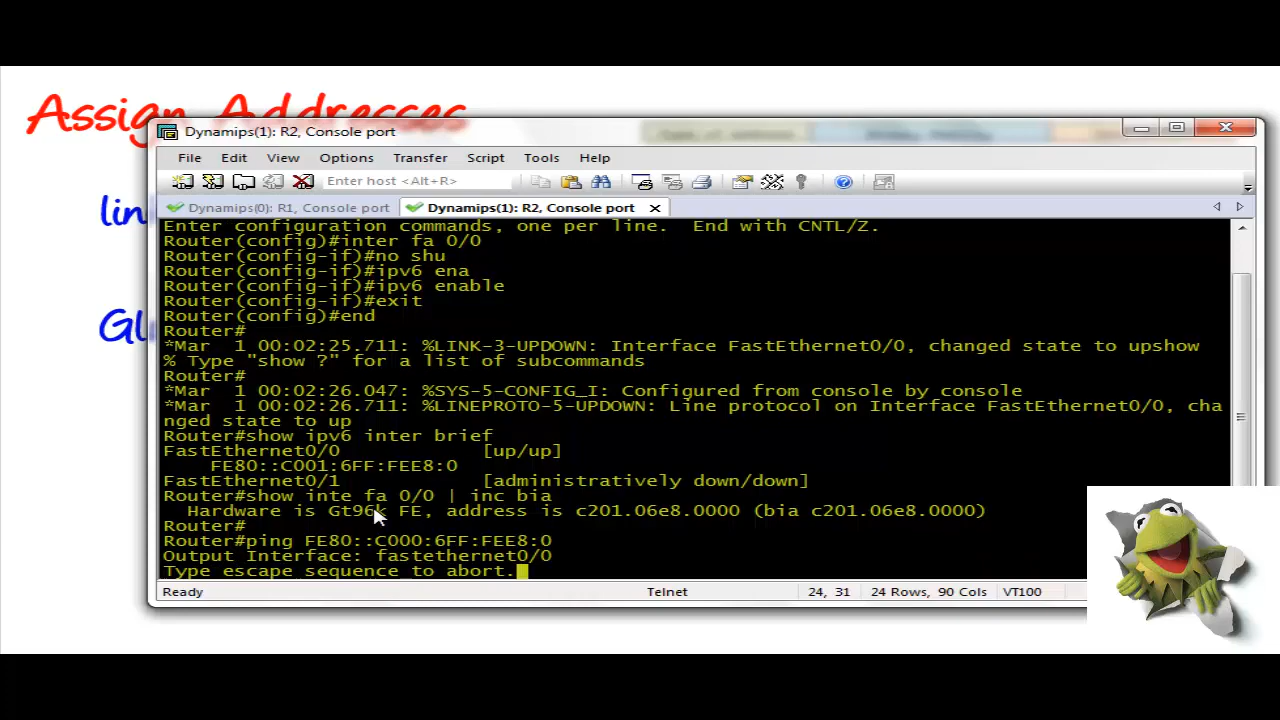 Assign Addresses
Dynamips(1): R2, Console port
File Edit View Options Transfer Script Tools Help
Enter host <Alt+R>
lin
Dynamips(0): R1, Console port Dynamips(1): R2, Console port
Enter configuration commands, one per line.  End with CNTL/Z.
Router(config)#inter fa 0/0
Router(config-if)#no shu
Router(config-if)#ipv6 ena
Router(config-if)#ipv6 enable
Router(config-if)#exit
Router(config)#end
Gl
Router#
*Mar  1 00:02:25.711: %LINK-3-UPDOWN: Interface FastEthernet0/0, changed state to upshow
% Type "show ?" for a list of subcommands
Router#
*Mar  1 00:02:26.047: %SYS-5-CONFIG_I: Configured from console by console
*Mar  1 00:02:26.711: %LINEPROTO-5-UPDOWN: Line protocol on Interface FastEthernet0/0, cha
nged state to up
Router#show ipv6 inter brief
FastEthernet0/0            [up/up]
    FE80::C001:6FF:FEE8:0
FastEthernet0/1            [administratively down/down]
Router#show inte fa 0/0 | inc bia
  Hardware is Gt96k FE, address is c201.06e8.0000 (bia c201.06e8.0000)
Router#
Router#ping FE80::C000:6FF:FEE8:0
Output Interface: fastethernet0/0
Type escape sequence to abort.
Ready Telnet 24, 31 24 Rows, 90 Cols VT100